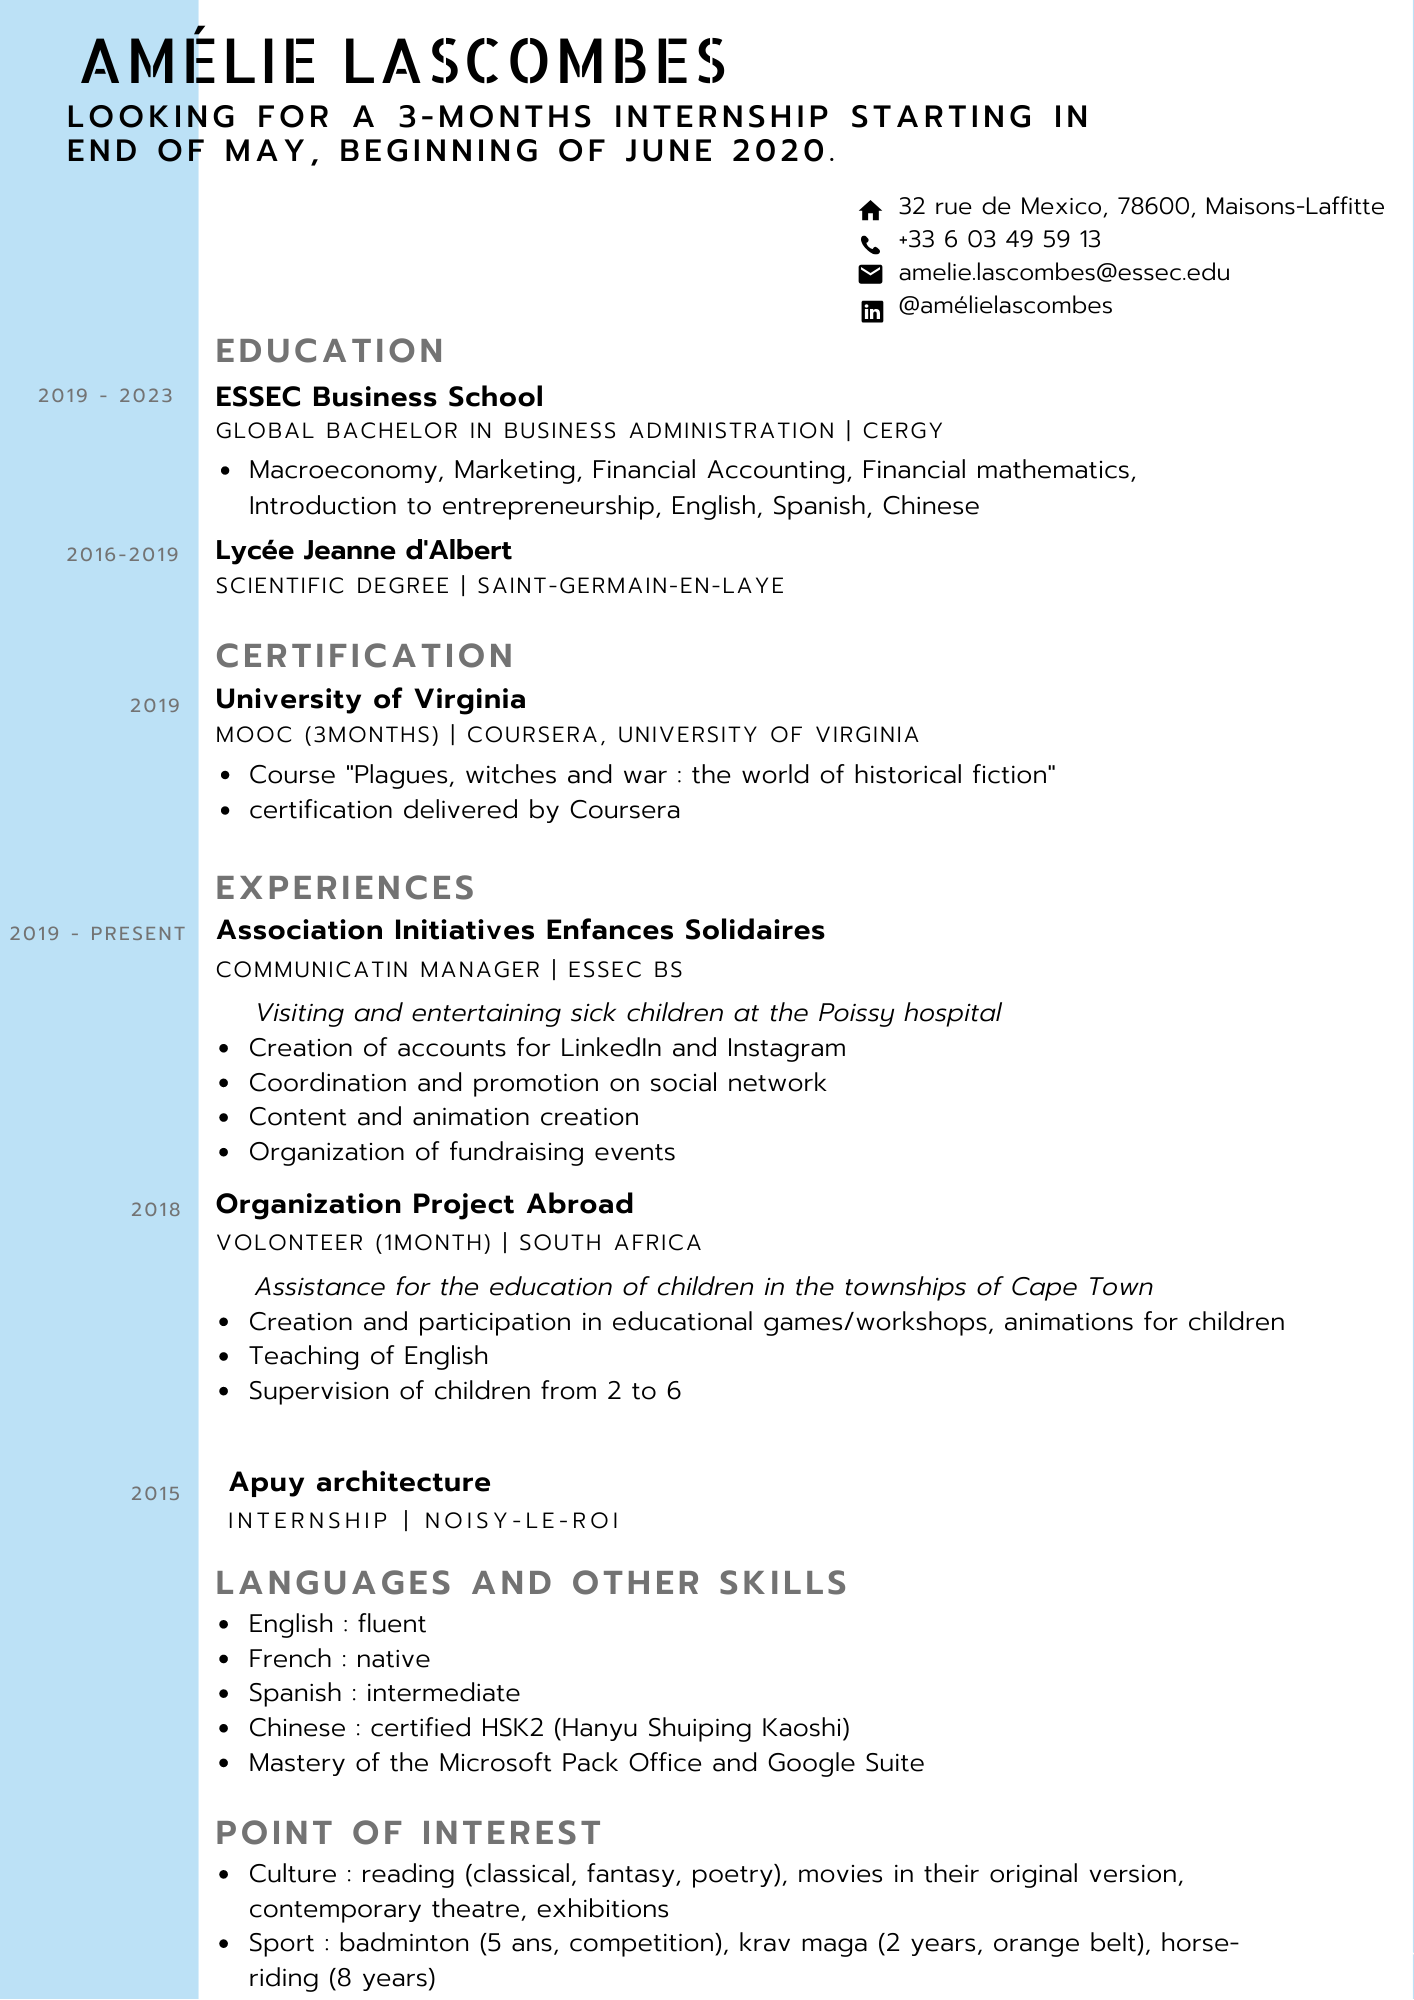 AMÉLIE LASCOMBES
LOOKING FOR A 3-MONTHS INTERNSHIP STARTING IN
END OF MAY, BEGINNING OF JUNE 2020.
32 rue de Mexico, 78600, Maisons-Laffitte
+33 6 03 49 59 13
amelie.lascombes@essec.edu
@amélielascombes
EDUCATION
2019 - 2023
ESSEC Business School
GLOBAL BACHELOR IN BUSINESS ADMINISTRATION | CERGY
• Macroeconomy, Marketing, Financial Accounting, Financial mathematics,
Introduction to entrepreneurship, English, Spanish, Chinese
2016-2019
Lycée Jeanne d'Albert
SCIENTIFIC DEGREE | SAINT-GERMAIN-EN-LAYE
CERTIFICATION
2019
University of Virginia
MOOC (3MONTHS) | COURSERA, UNIVERSITY OF VIRGINIA
• Course "Plagues, witches and war : the world of historical fiction"
• certification delivered by Coursera
EXPERIENCES
2019 - PRESENT
Association Initiatives Enfances Solidaires
COMMUNICATIN MANAGER | ESSEC BS
Visiting and entertaining sick children at the Poissy hospital
• Creation of accounts for LinkedIn and Instagram
• Coordination and promotion on social network
• Content and animation creation
• Organization of fundraising events
2018
Organization Project Abroad
VOLONTEER (1MONTH) | SOUTH AFRICA
Assistance for the education of children in the townships of Cape Town
• Creation and participation in educational games/workshops, animations for children
• Teaching of English
• Supervision of children from 2 to 6
2015
Apuy architecture
INTERNSHIP | NOISY-LE-ROI
LANGUAGES AND OTHER SKILLS
• English : fluent
• French : native
• Spanish : intermediate
• Chinese : certified HSK2 (Hanyu Shuiping Kaoshi)
• Mastery of the Microsoft Pack Office and Google Suite
POINT OF INTEREST
• Culture : reading (classical, fantasy, poetry), movies in their original version,
contemporary theatre, exhibitions
• Sport : badminton (5 ans, competition), krav maga (2 years, orange belt), horse-
riding (8 years)